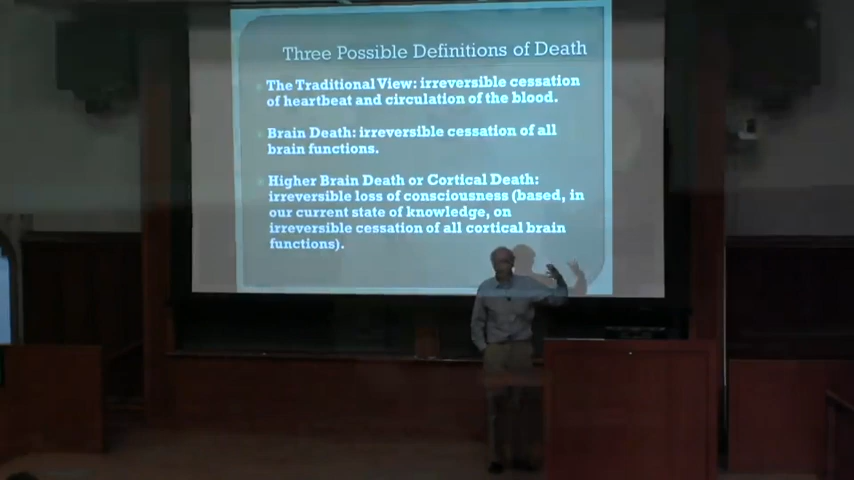 Three Possible Definitions of Death
The Traditional View: irreversible cessation
of heartbeat and circulation of the blood.
Brain Death: irreversible cessation of all
brain functions.
Higher Brain Death or Cortical Death:
irreversible loss of consciousness (based, in
our current state of knowledge, on
irreversible cessation of all cortical brain
functions).